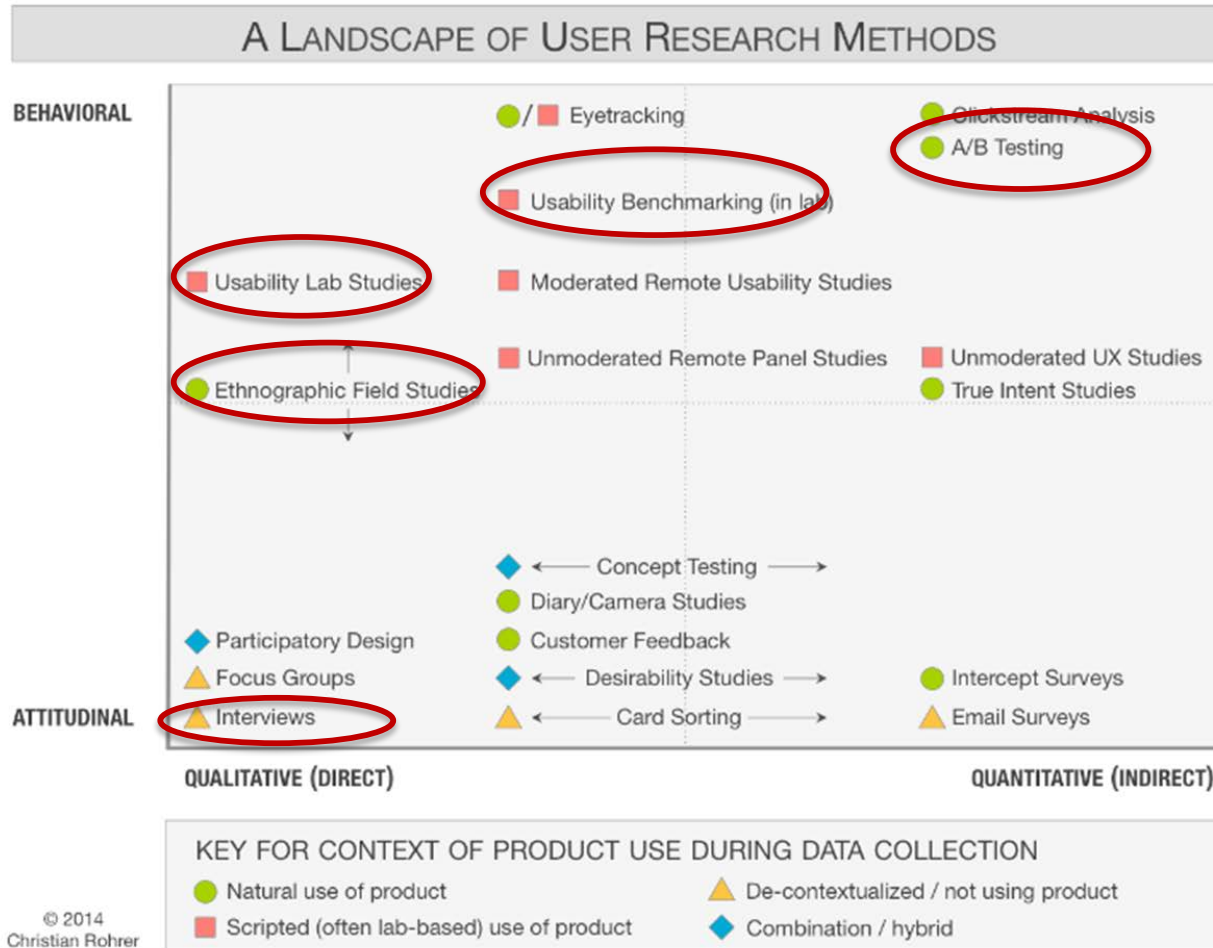 A LANDSCAPE OF USER RESEARCH METHODS
BEHAVIORAL
/ Eyetracking
Clickstream Analysis
A/B Testing
Usability Benchmarking (in lab)
Usability Lab Studies
Moderated Remote Usability Studies
Unmoderated Remote Panel Studies
Unmoderated UX Studies
Ethnographic Field Studies
True Intent Studies
Concept Testing
Diary/Camera Studies
Participatory Design
Customer Feedback
Focus Groups
Desirability Studies
Intercept Surveys
ATTITUDINAL
Interviews
Card Sorting
Email Surveys
QUALITATIVE (DIRECT)
QUANTITATIVE (INDIRECT)
KEY FOR CONTEXT OF PRODUCT USE DURING DATA COLLECTION
Natural use of product
De-contextualized / not using product
Scripted (often lab-based) use of product
Combination / hybrid
© 2014
Christian Rohrer